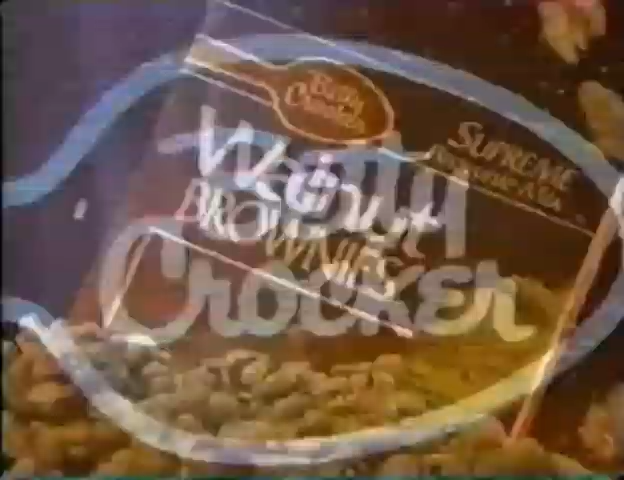 Betty
Crocker
SUPREME
BROWNIE MIX
Walnut
BROWNIES
Betty
Crocker